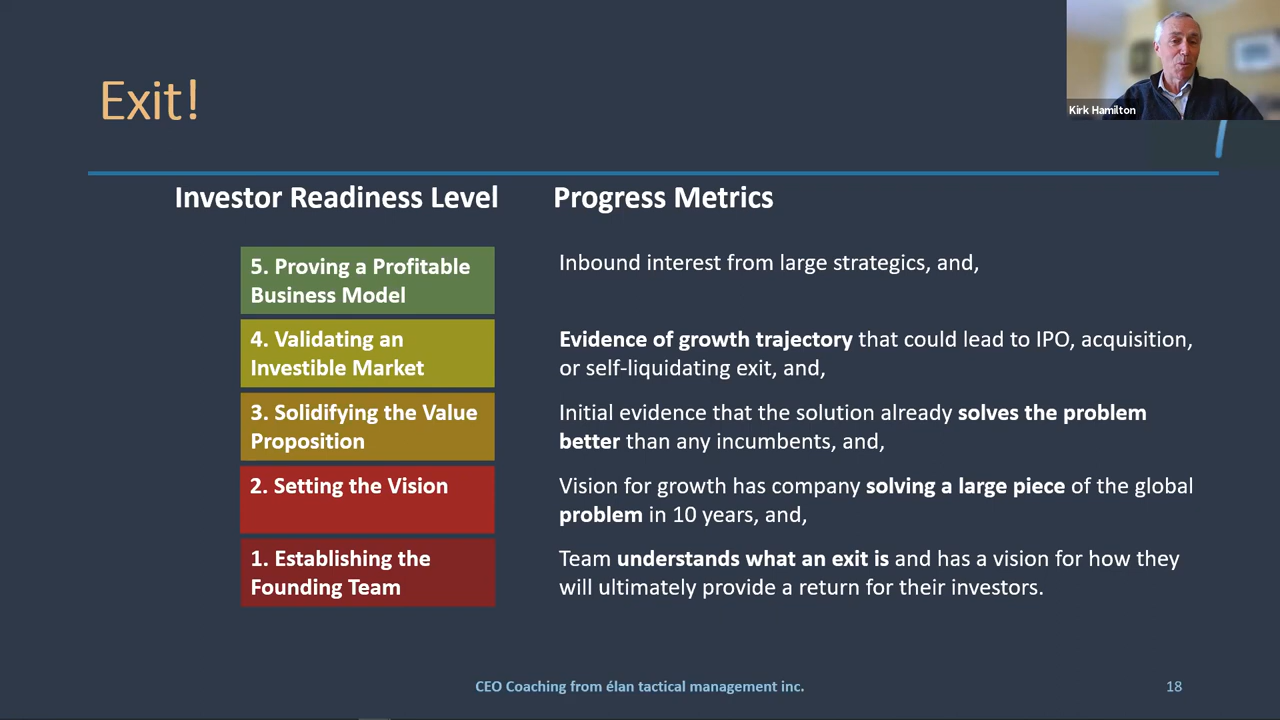 Exit!
Kirk Hamilton
Investor Readiness Level
Progress Metrics
5. Proving a Profitable
Business Model
Inbound interest from large strategics, and,
4. Validating an
Investible Market
Evidence of growth trajectory that could lead to IPO, acquisition,
or self-liquidating exit, and,
3. Solidifying the Value
Proposition
Initial evidence that the solution already solves the problem
better than any incumbents, and,
2. Setting the Vision
Vision for growth has company solving a large piece of the global
problem in 10 years, and,
1. Establishing the
Founding Team
Team understands what an exit is and has a vision for how they
will ultimately provide a return for their investors.
CEO Coaching from élan tactical management inc.
18